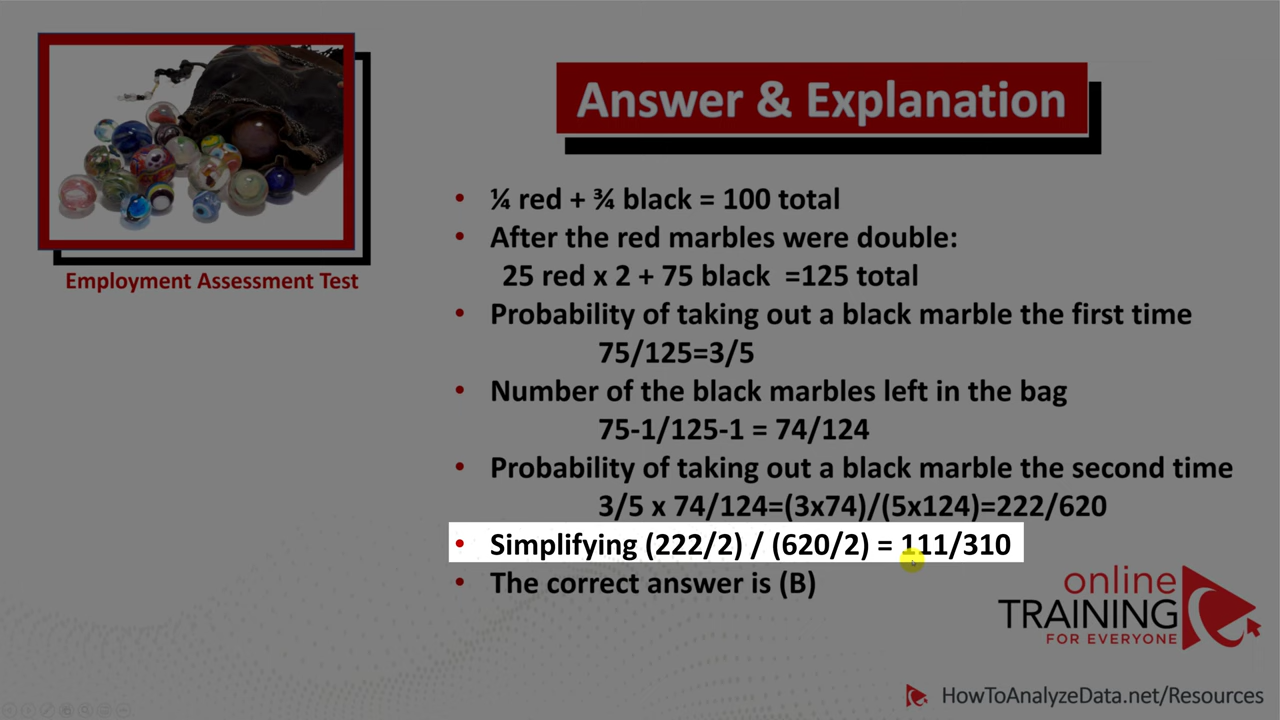 Answer & Explanation
Employment Assessment Test
• ¼ red + ¾ black = 100 total
• After the red marbles were double:
25 red x 2 + 75 black =125 total
• Probability of taking out a black marble the first time
75/125=3/5
• Number of the black marbles left in the bag
75-1/125-1 = 74/124
• Probability of taking out a black marble the second time
3/5 x 74/124=(3x74)/(5x124)=222/620
• Simplifying (222/2) / (620/2) = 111/310
• The correct answer is (B)
online
TRAINING
FOR EVERYONE
HowToAnalyzeData.net/Resources